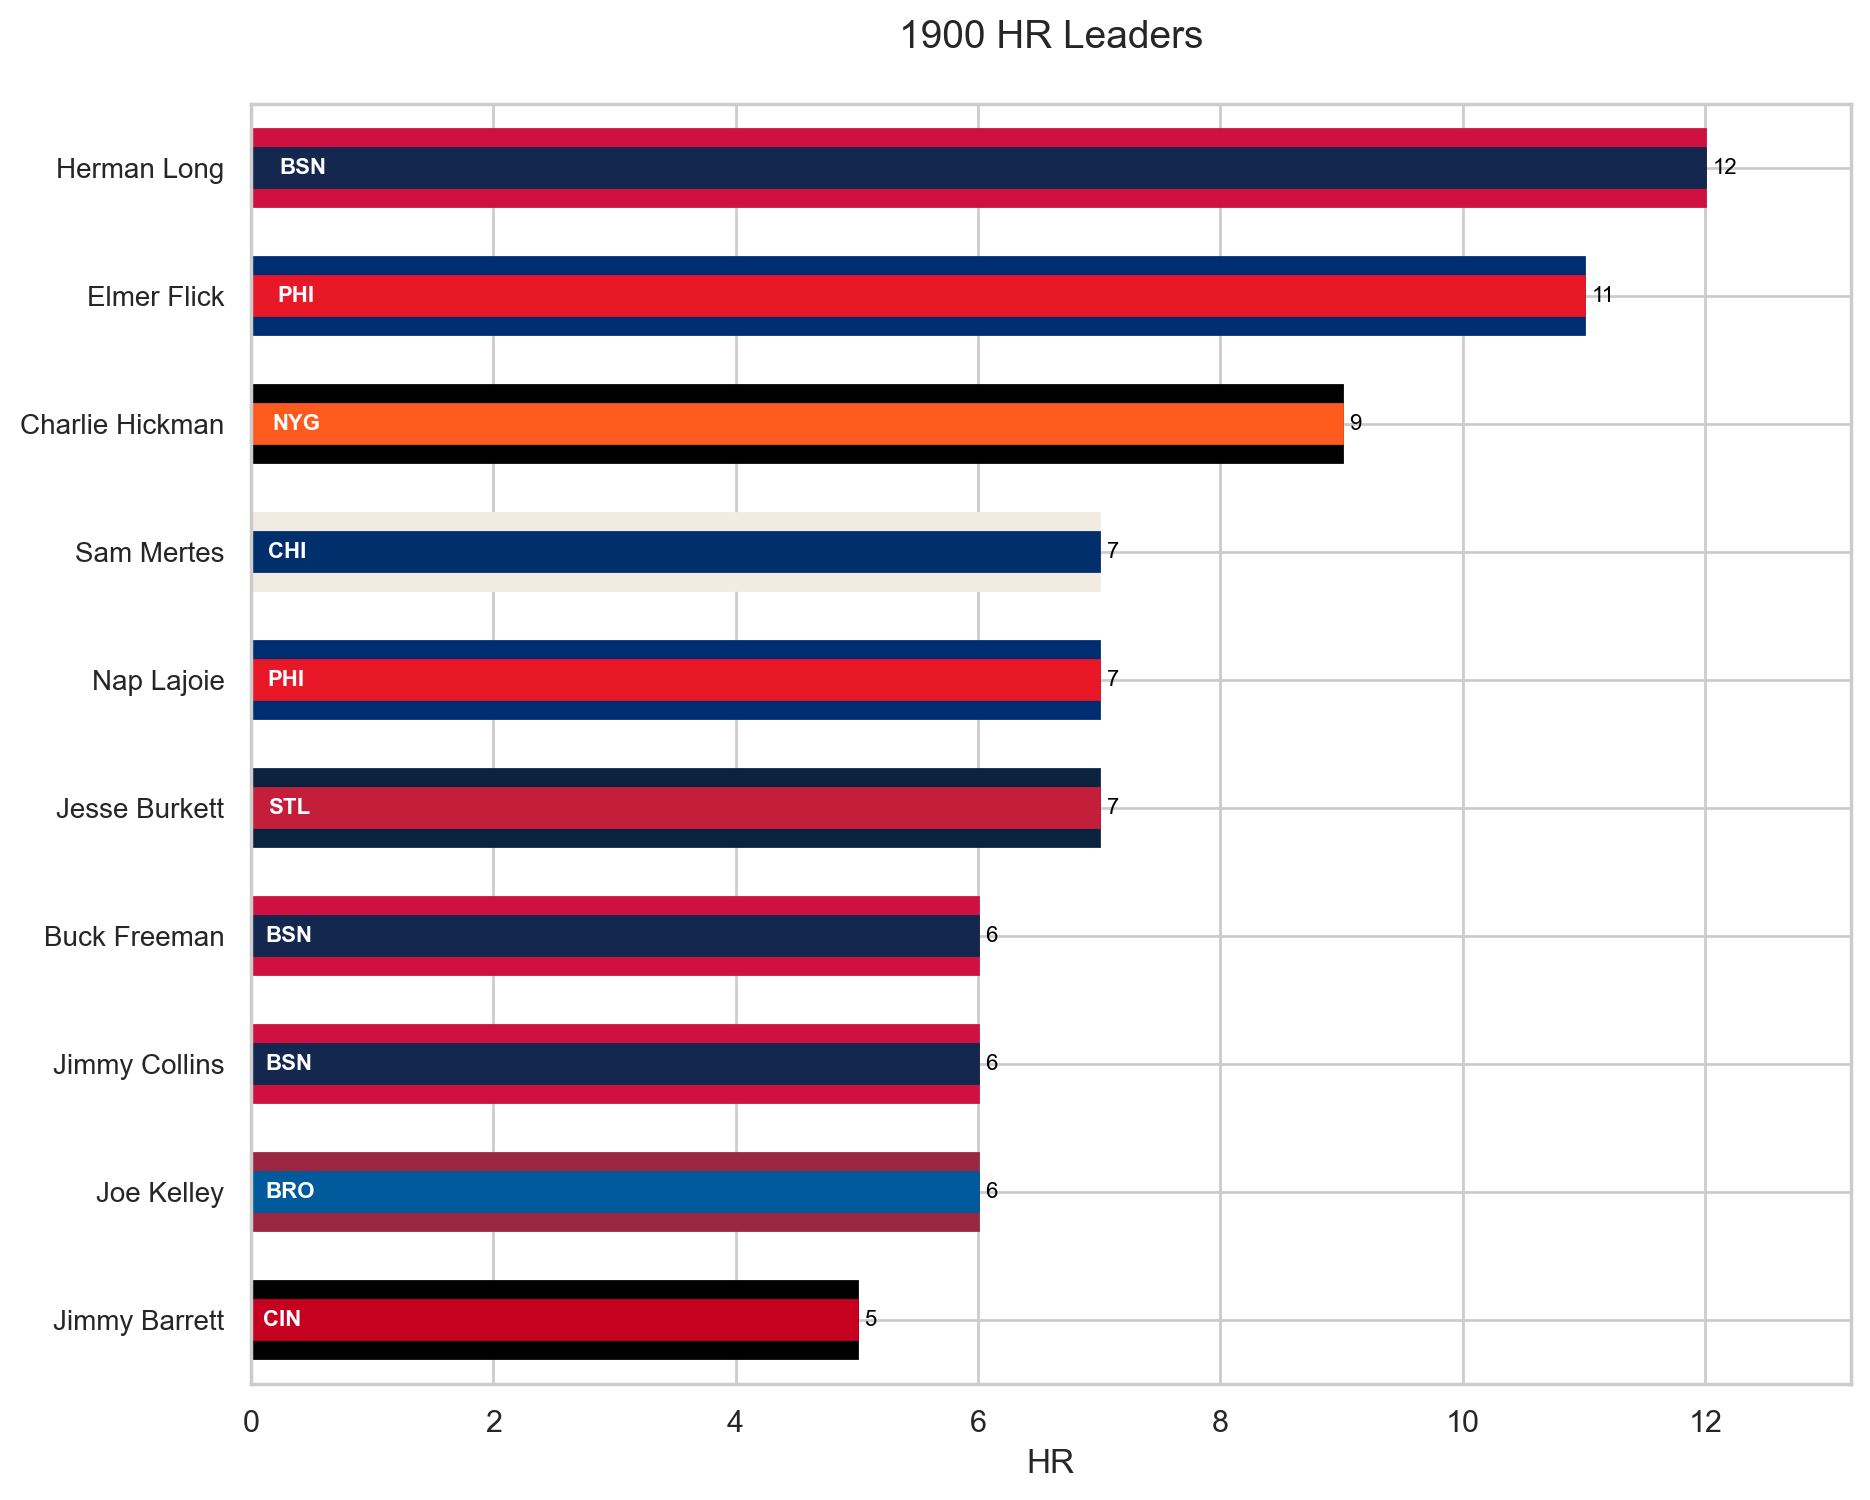 1900 HR Leaders
Herman Long BSN 12
Elmer Flick PHI 11
Charlie Hickman NYG 9
Sam Mertes CHI 7
Nap Lajoie PHI 7
Jesse Burkett STL 7
Buck Freeman BSN 6
Jimmy Collins BSN 6
Joe Kelley BRO 6
Jimmy Barrett CIN 5
0 2 4 6 8 10 12
HR